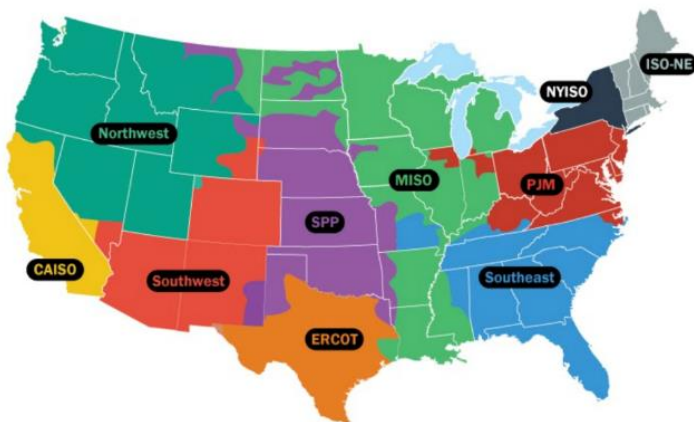 ISO-NE
NYISO
Northwest
MISO
PJM
SPP
CAISO
Southwest
Southeast
ERCOT